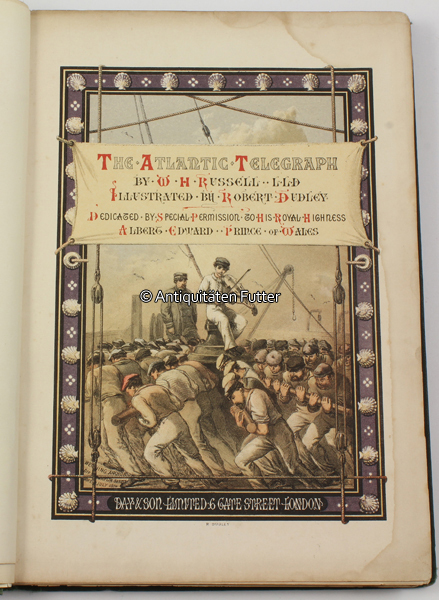 The · Atlantic · Telegraph
by · W · H · Russell · · L·L·D
Illustrated · by · Robert · Dudley ·
Dedicated · by · Special · Permission · to · His · Royal · Highness
Albert · Edward · · Prince · of · Wales
© Antiquitäten Futter
DAY & SON · LIMITED · 6 GATE STREET · LONDON